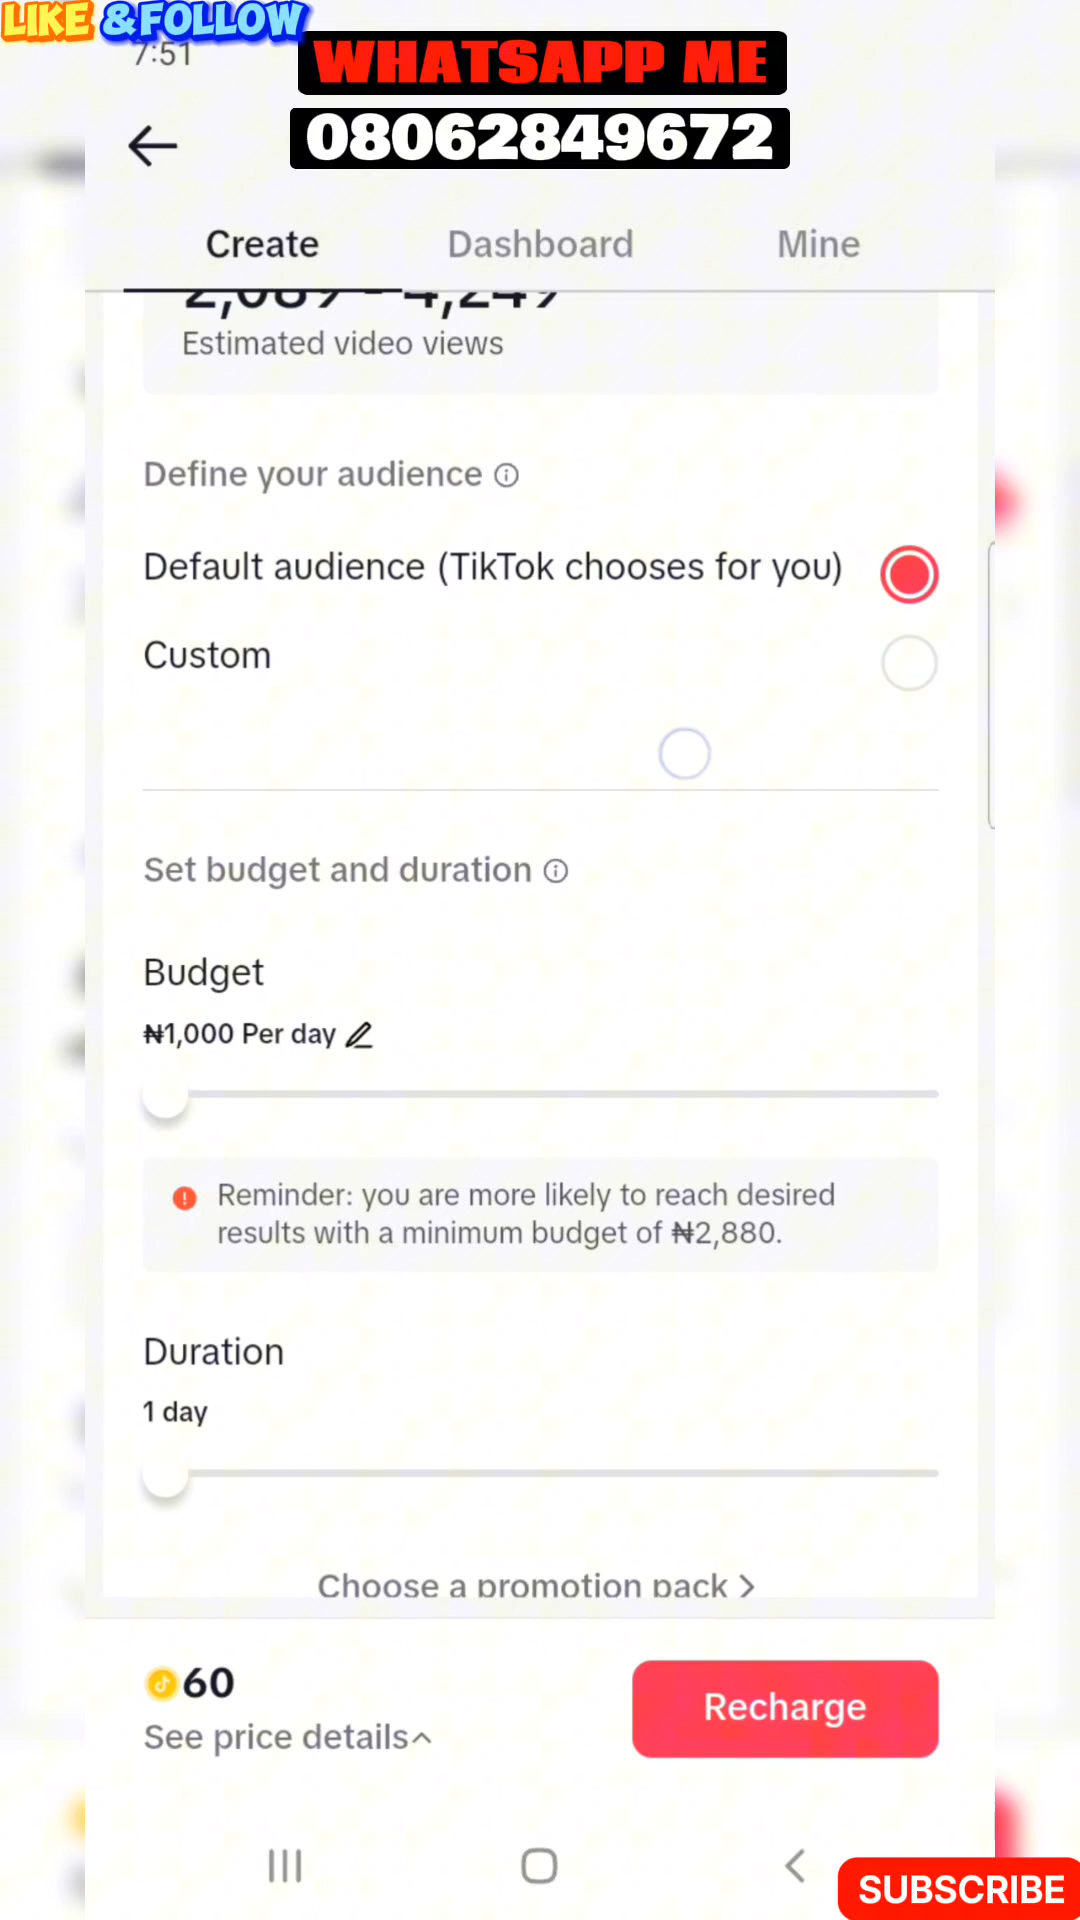 LIKE &FOLLOW
7:51
WHATSAPP ME
08062849672
Create Dashboard Mine
Estimated video views
Define your audience
Default audience (TikTok chooses for you)
Custom
Set budget and duration
Budget
₦1,000 Per day
Reminder: you are more likely to reach desired
results with a minimum budget of ₦2,880.
Duration
1 day
Choose a promotion pack >
60
See price details
Recharge
SUBSCRIBE